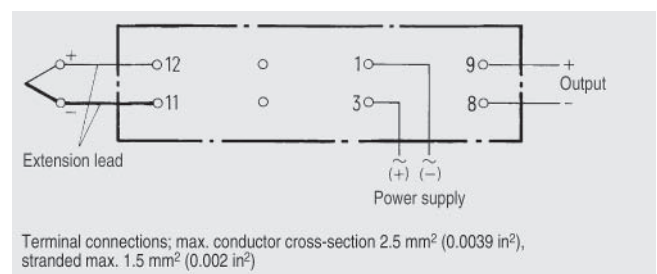 + 12 1 9 +
Output
− 11 3 8 −
Extension lead
~ ~
(+) (−)
Power supply
Terminal connections; max. conductor cross-section 2.5 mm² (0.0039 in²),
stranded max. 1.5 mm² (0.002 in²)